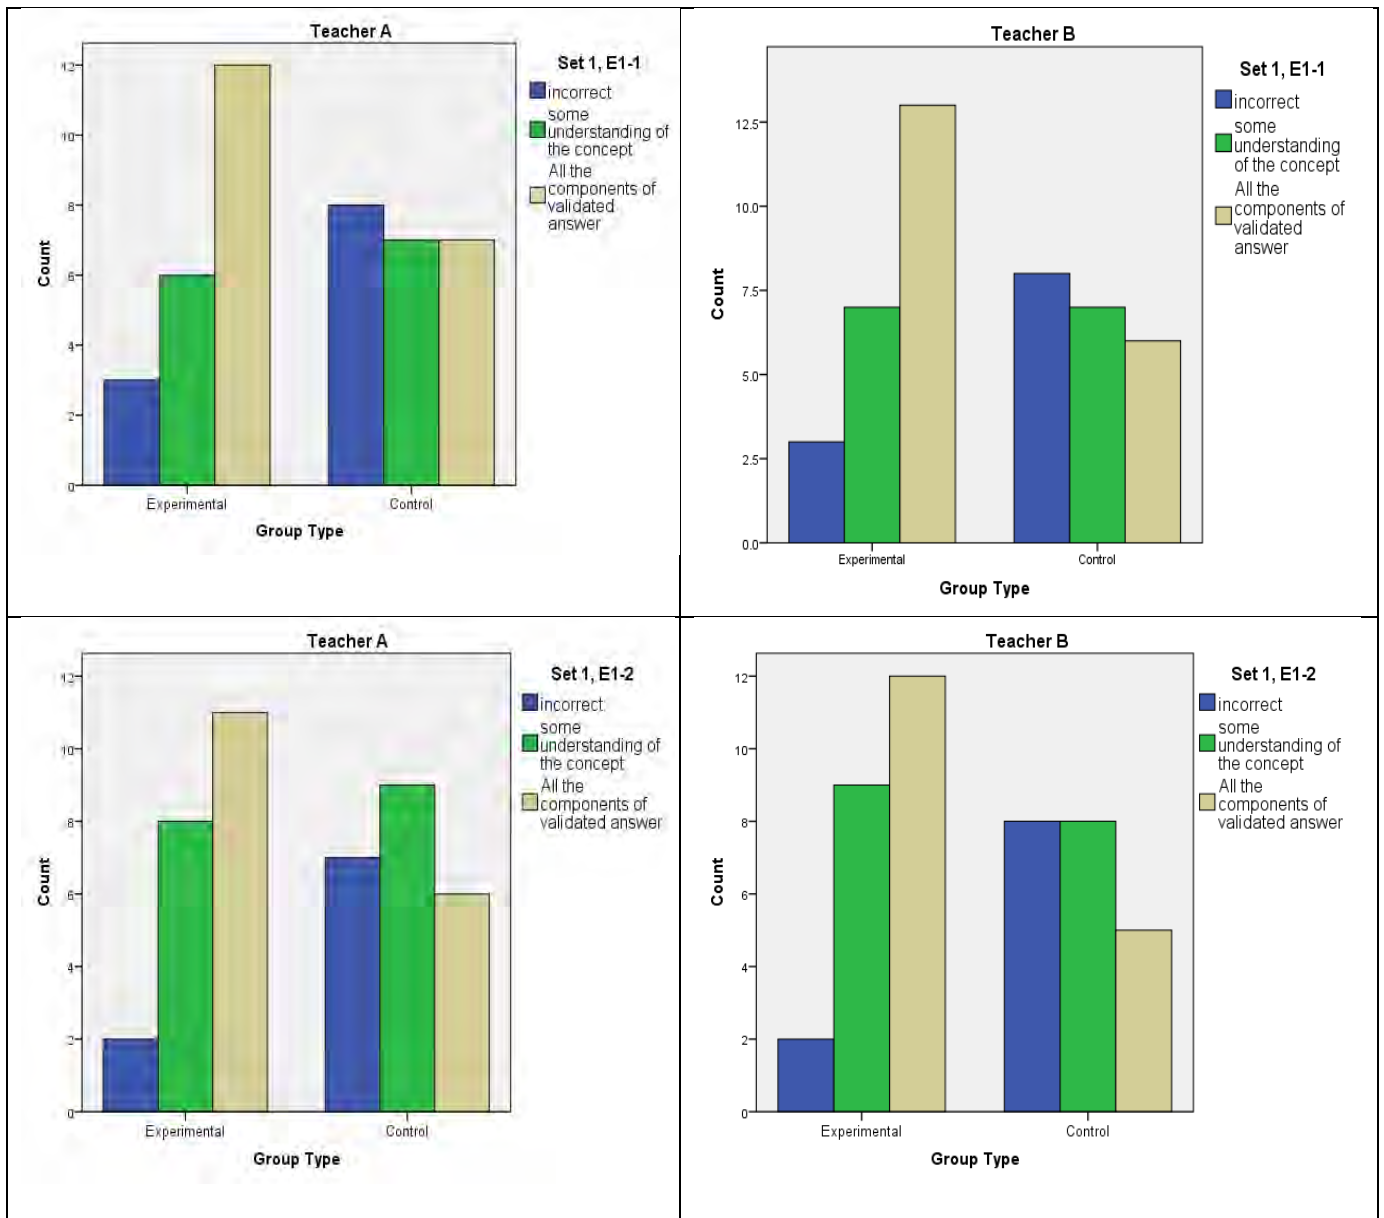 Teacher A
Set 1, E1-1
incorrect
some
understanding of
the concept
All the
components of
validated
answer
12
10
8
6
4
2
0
Count
Experimental
Control
Group Type
Teacher B
Set 1, E1-1
incorrect
some
understanding
of the concept
All the
components of
validated
answer
12.5
10.0
7.5
5.0
2.5
0.0
Count
Experimental
Control
Group Type
Teacher A
Set 1, E1-2
incorrect
some
understanding of
the concept
All the
components of
validated answer
12
10
8
6
4
2
0
Count
Experimental
Control
Group Type
Teacher B
Set 1, E1-2
incorrect
some
understanding of
the concept
All the
components of
validated answer
12
10
8
6
4
2
0
Count
Experimental
Control
Group Type